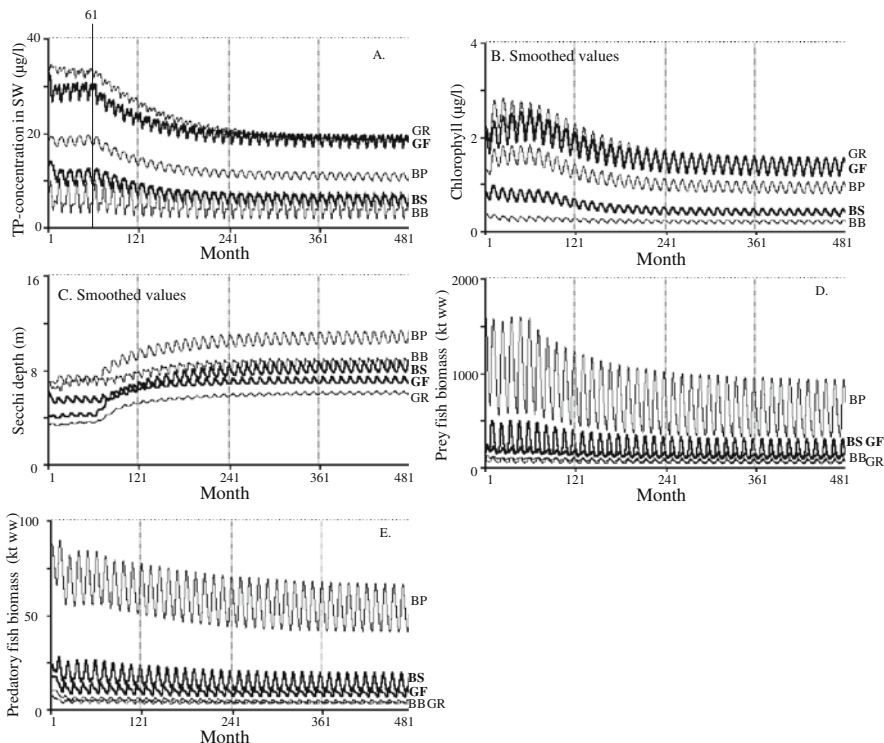 61
40
20
0
TP-concentration in SW (µg/l)
A.
GR
GF
BP
BS
BB
1
121
241
361
481
Month
4
2
0
Chlorophyll (µg/l)
B. Smoothed values
GR
GF
BP
BS
BB
1
121
241
361
481
Month
16
8
0
Secchi depth (m)
C. Smoothed values
BP
BB
BS
GF
GR
1
121
241
361
481
Month
2000
1000
0
Prey fish biomass (kt ww)
D.
BP
BS GF
BB GR
1
121
241
361
481
Month
100
50
0
Predatory fish biomass (kt ww)
E.
BP
BS
GF
BB GR
1
121
241
361
481
Month